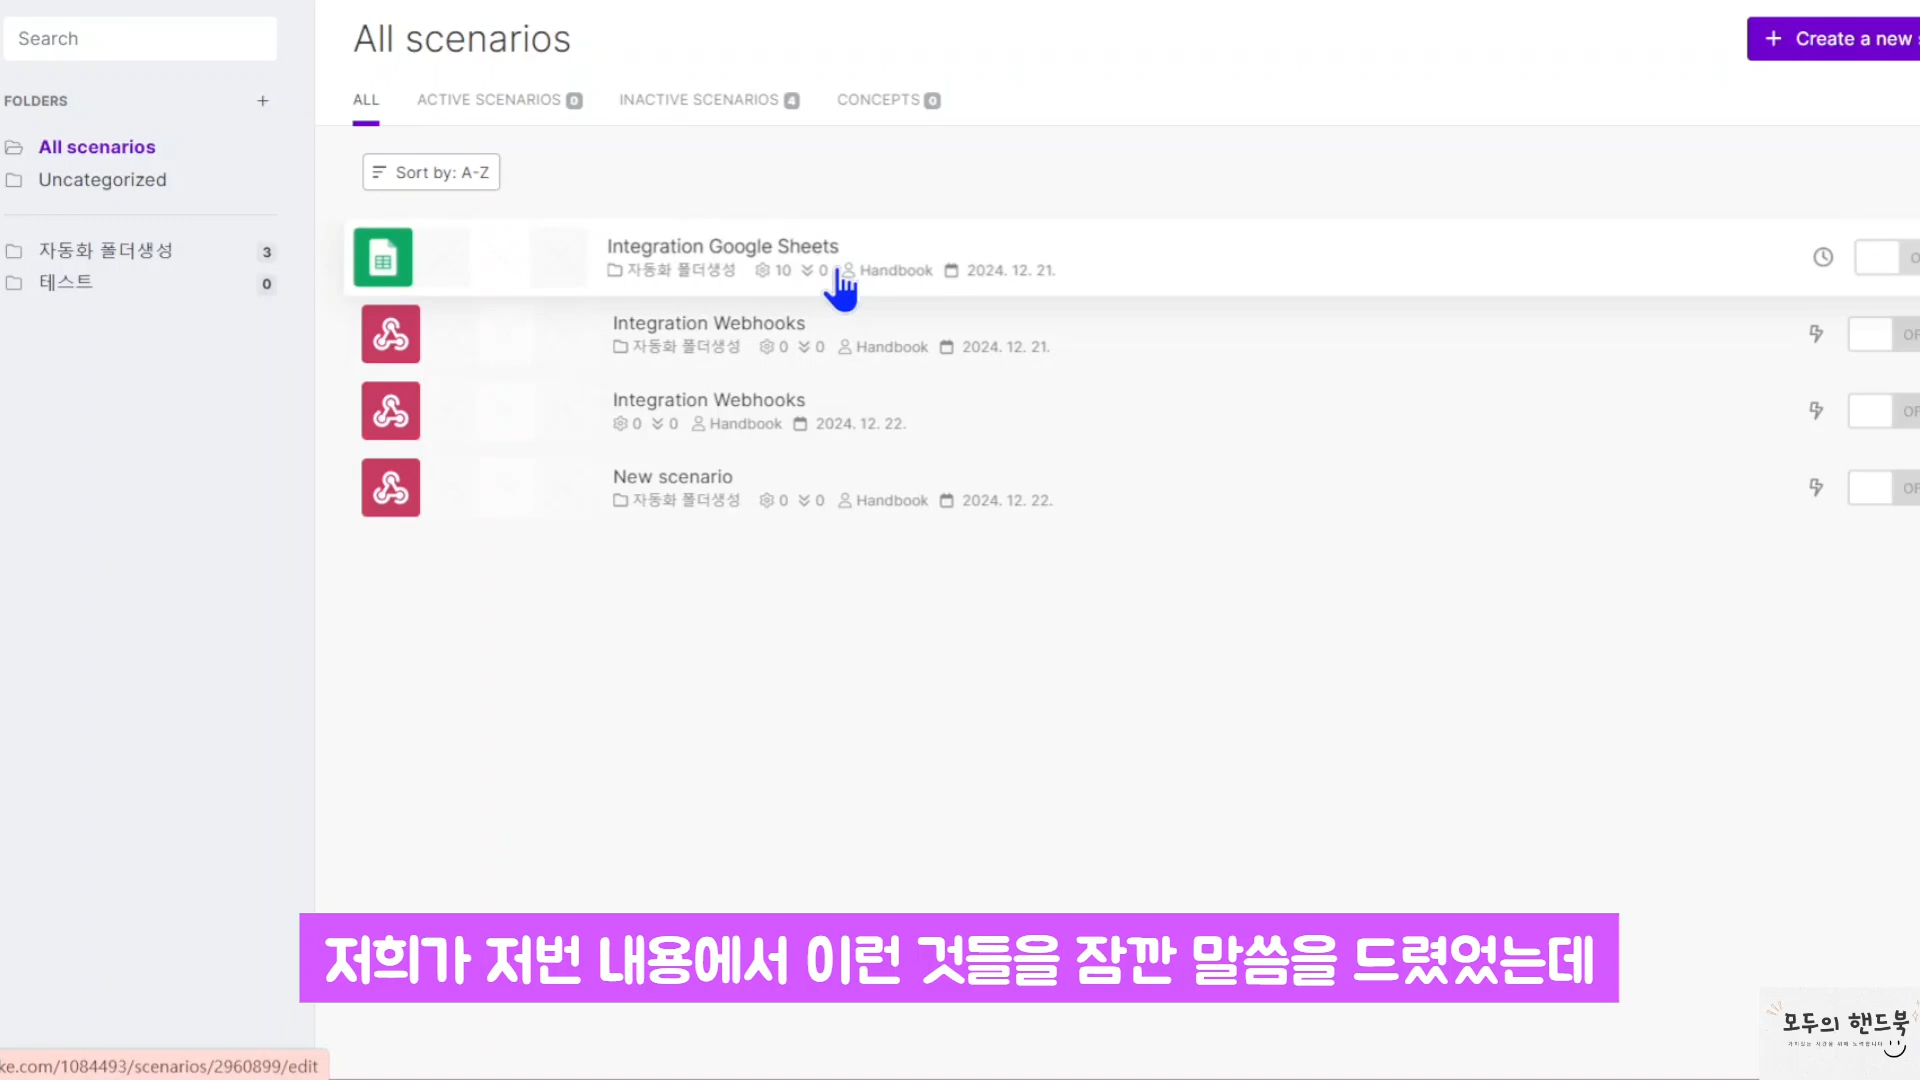 Search
FOLDERS
All scenarios
Uncategorized
자동화 폴더생성 3
테스트 0
All scenarios
+ Create a new
ALL
ACTIVE SCENARIOS 0
INACTIVE SCENARIOS 4
CONCEPTS 0
Sort by: A-Z
Integration Google Sheets
자동화 폴더생성 10 0 Handbook 2024. 12. 21.
Integration Webhooks
자동화 폴더생성 0 0 Handbook 2024. 12. 21.
Integration Webhooks
0 0 Handbook 2024. 12. 22.
New scenario
자동화 폴더생성 0 0 Handbook 2024. 12. 22.
저희가 저번 내용에서 이런 것들을 잠깐 말씀을 드렸었는데
모두의 핸드북
ke.com/1084493/scenarios/2960899/edit